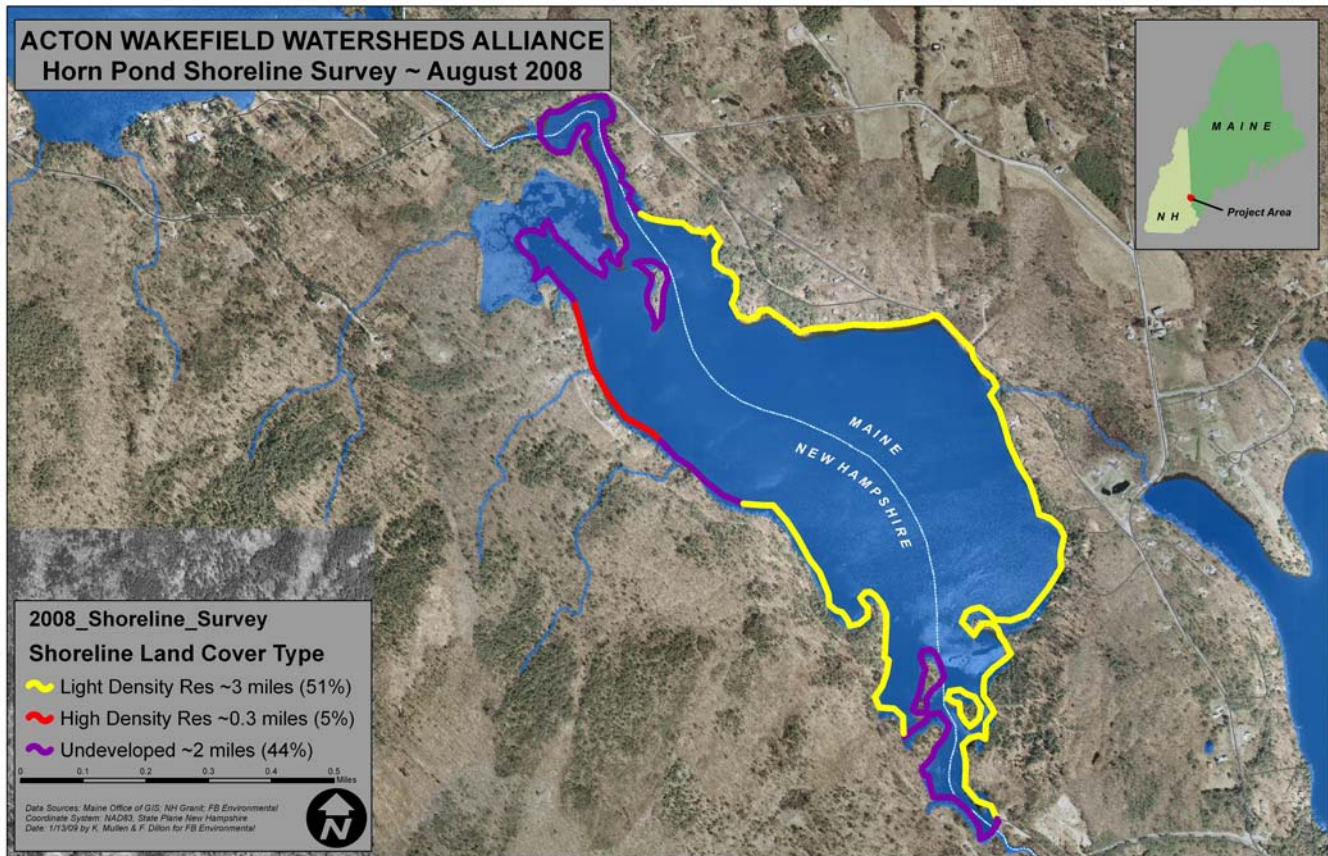 ACTON WAKEFIELD WATERSHEDS ALLIANCE
Horn Pond Shoreline Survey ~ August 2008
MAINE
NH
Project Area
MAINE
NEW HAMPSHIRE
2008_Shoreline_Survey
Shoreline Land Cover Type
Light Density Res ~3 miles (51%)
High Density Res ~0.3 miles (5%)
Undeveloped ~2 miles (44%)
0 0.1 0.2 0.3 0.4 0.5
Miles
Data Sources: Maine Office of GIS; NH Granit; FB Environmental
Coordinate System: NAD83, State Plane New Hampshire
Date: 1/13/09 by K. Mullen & F. Dillon for FB Environmental
N